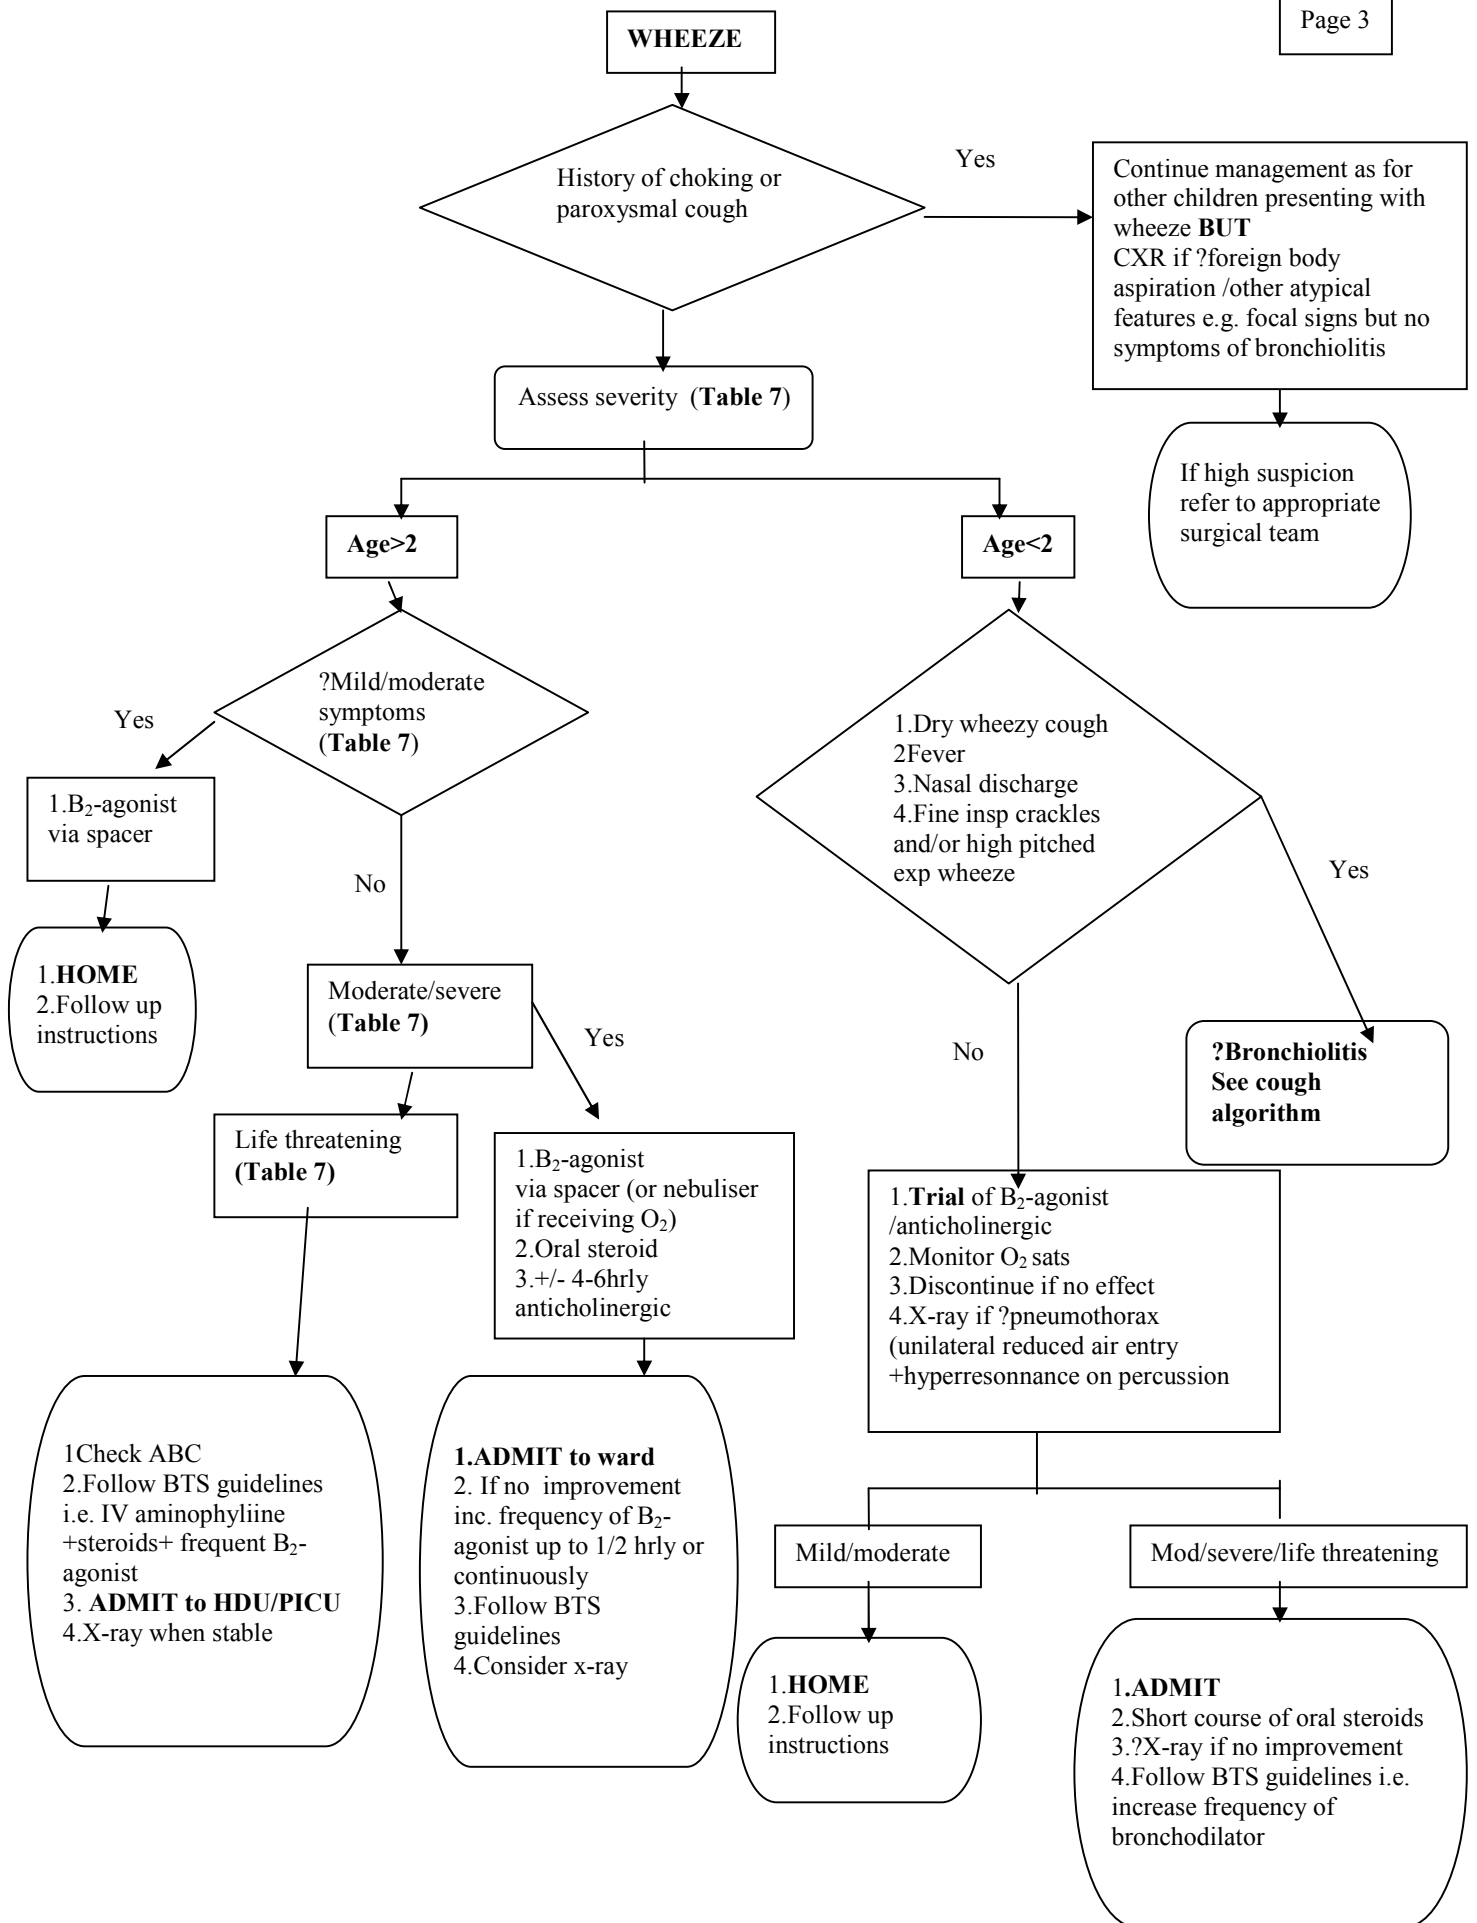 Page 3
WHEEZE
History of choking or
paroxysmal cough
Yes
Continue management as for
other children presenting with
wheeze BUT
CXR if ?foreign body
aspiration /other atypical
features e.g. focal signs but no
symptoms of bronchiolitis
If high suspicion
refer to appropriate
surgical team
Assess severity (Table 7)
Age>2
Age<2
?Mild/moderate
symptoms
(Table 7)
Yes
1.B2-agonist
via spacer
1.HOME
2.Follow up
instructions
No
Moderate/severe
(Table 7)
Yes
Life threatening
(Table 7)
1.B2-agonist
via spacer (or nebuliser
if receiving O2)
2.Oral steroid
3.+/- 4-6hrly
anticholinergic
1Check ABC
2.Follow BTS guidelines
i.e. IV aminophyliine
+steroids+ frequent B2-
agonist
3. ADMIT to HDU/PICU
4.X-ray when stable
1.ADMIT to ward
2. If no improvement
inc. frequency of B2-
agonist up to 1/2 hrly or
continuously
3.Follow BTS
guidelines
4.Consider x-ray
1.Dry wheezy cough
2Fever
3.Nasal discharge
4.Fine insp crackles
and/or high pitched
exp wheeze
Yes
?Bronchiolitis
See cough
algorithm
No
1.Trial of B2-agonist
/anticholinergic
2.Monitor O2 sats
3.Discontinue if no effect
4.X-ray if ?pneumothorax
(unilateral reduced air entry
+hyperresonnance on percussion
Mild/moderate
Mod/severe/life threatening
1.HOME
2.Follow up
instructions
1.ADMIT
2.Short course of oral steroids
3.?X-ray if no improvement
4.Follow BTS guidelines i.e.
increase frequency of
bronchodilator